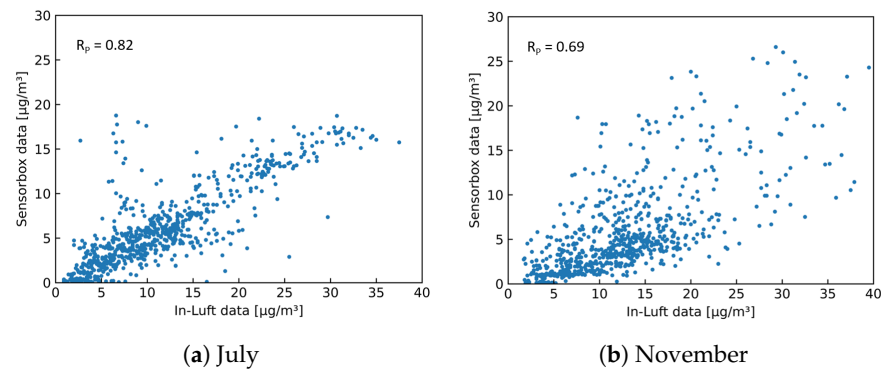 30
25
20
15
10
5
0
Sensorbox data [µg/m³]
R_P = 0.82
0 5 10 15 20 25 30 35 40
In-Luft data [µg/m³]
(a) July
30
25
20
15
10
5
0
Sensorbox data [µg/m³]
R_P = 0.69
0 5 10 15 20 25 30 35 40
In-Luft data [µg/m³]
(b) November